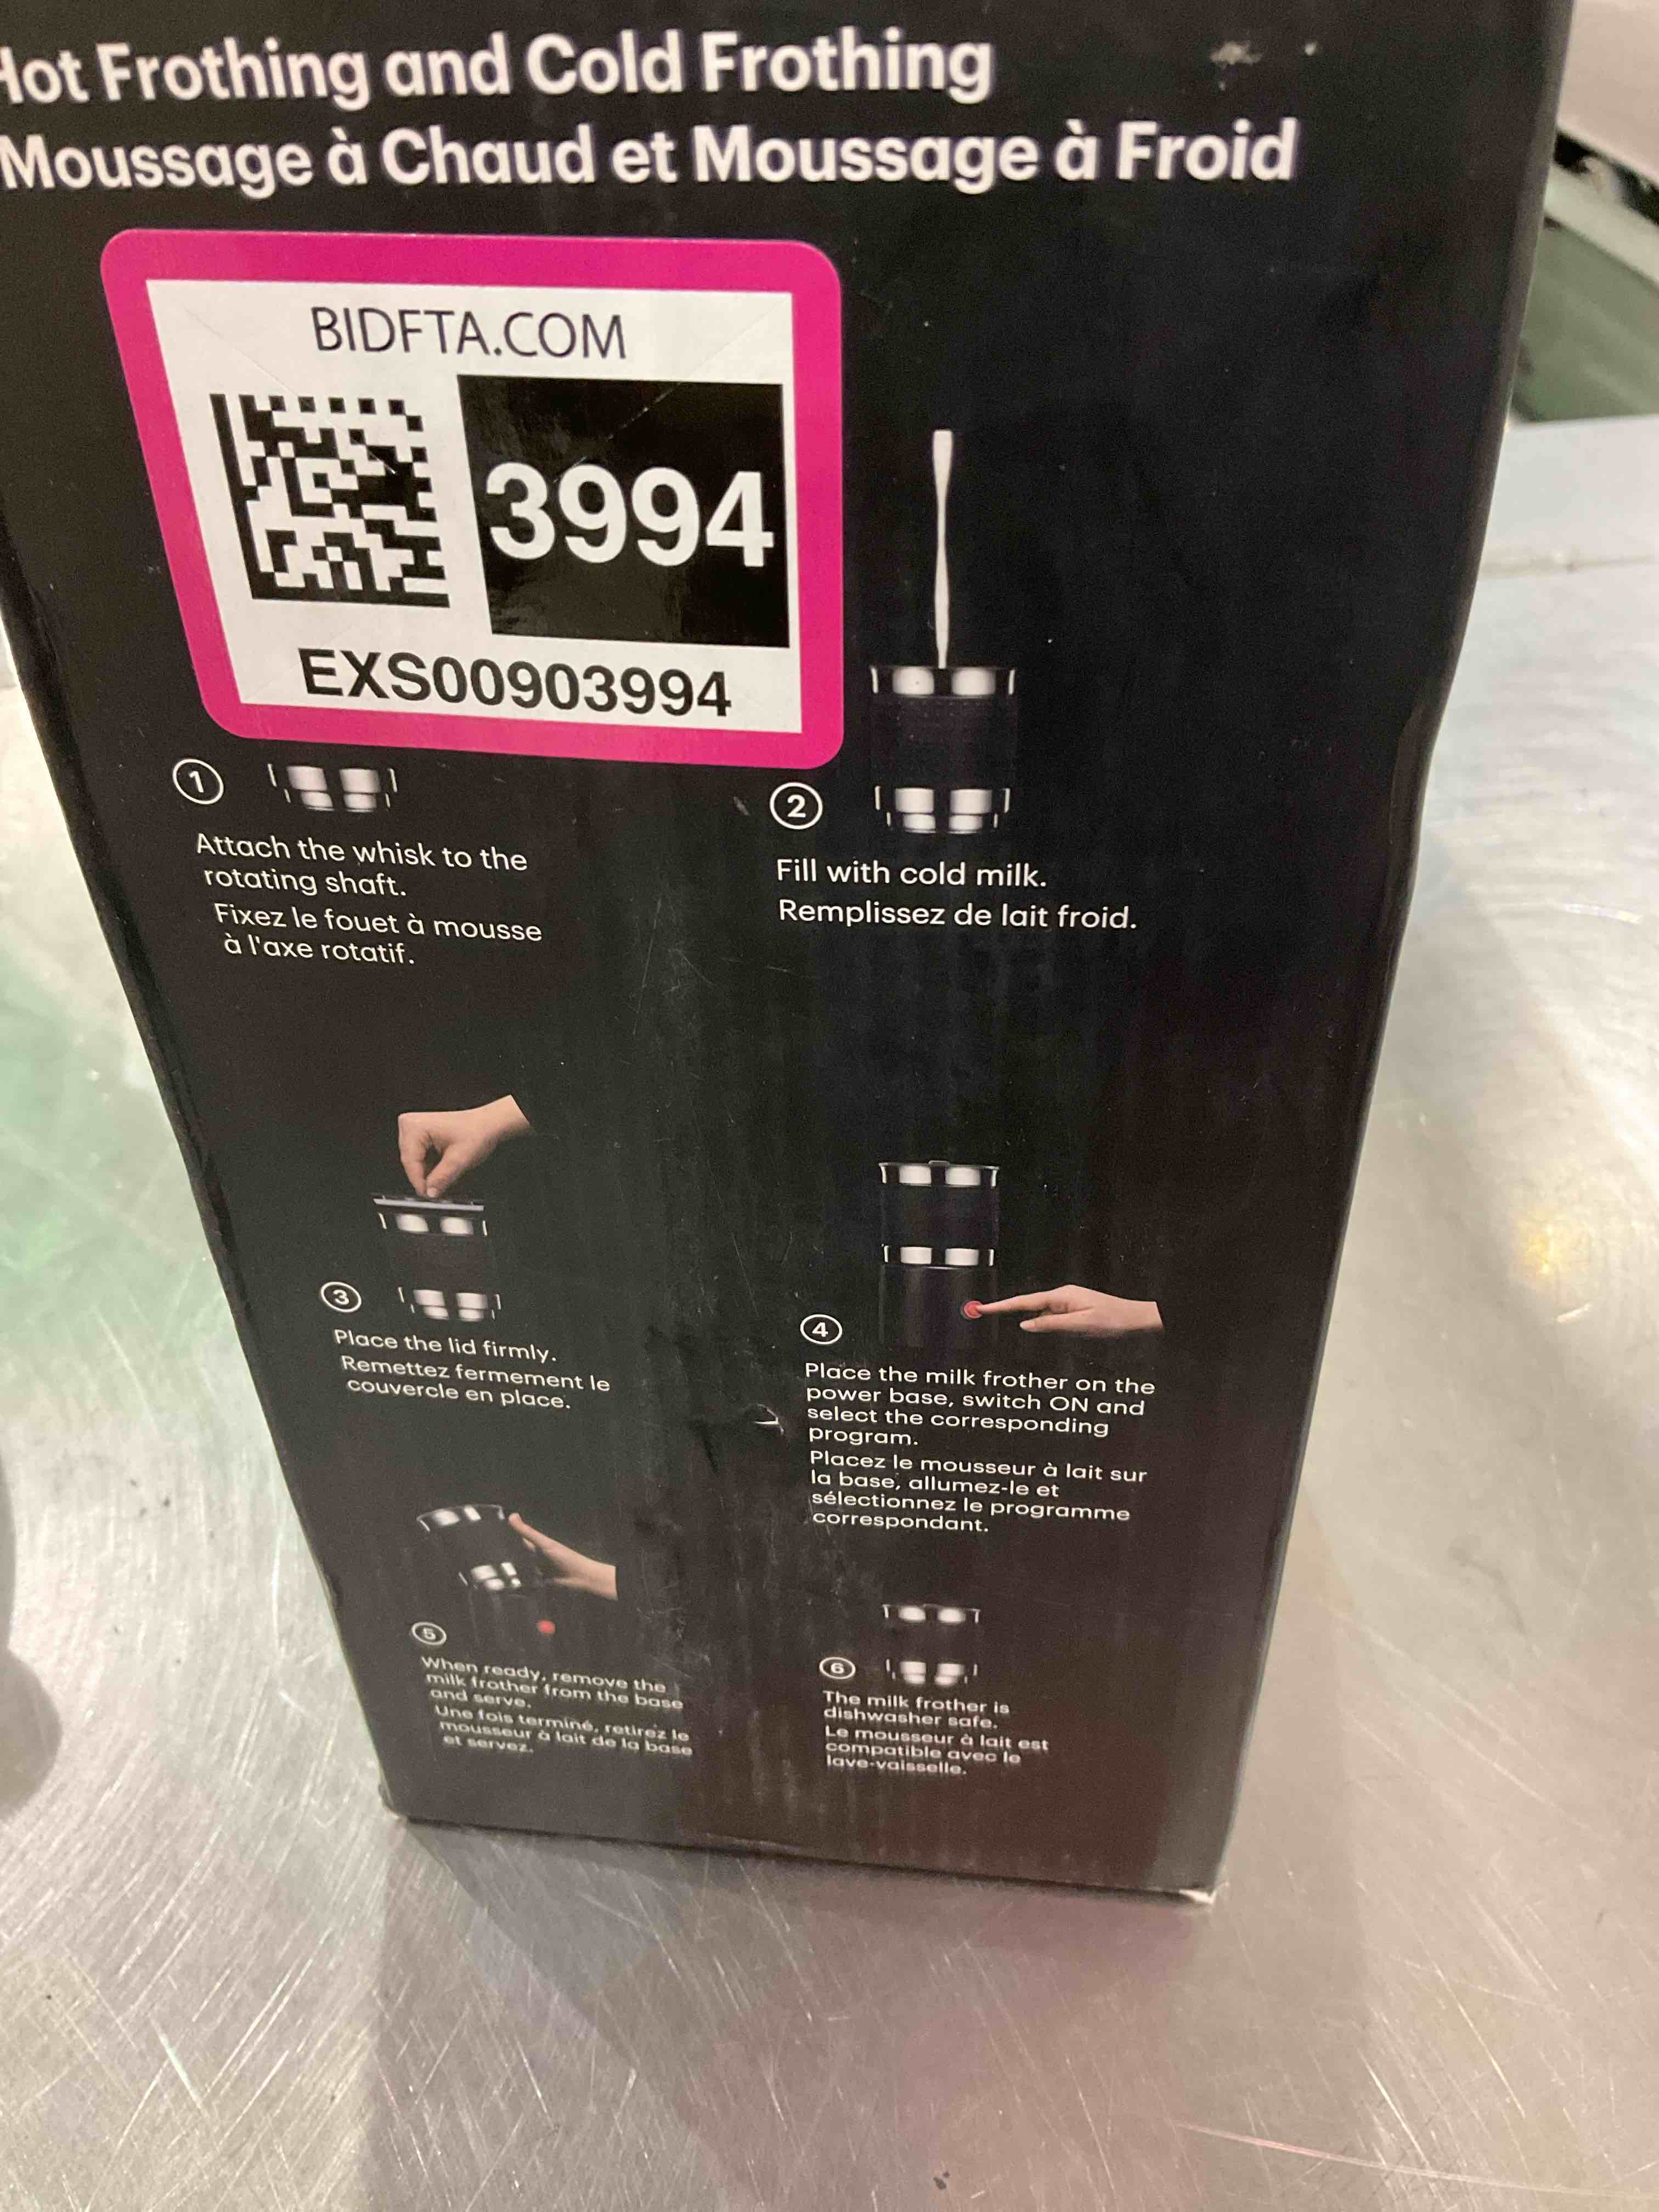 Hot Frothing and Cold Frothing
Moussage à Chaud et Moussage à Froid
BIDFTA.COM
3994
EXS00903994
1
Attach the whisk to the
rotating shaft.
Fixez le fouet à mousse
à l'axe rotatif.
2
Fill with cold milk.
Remplissez de lait froid.
3
Place the lid firmly.
Remettez fermement le
couvercle en place.
4
Place the milk frother on the
power base, switch ON and
select the corresponding
program.
Placez le mousseur à lait sur
la base, allumez-le et
sélectionnez le programme
correspondant.
5
When ready, remove the
milk frother from the base
and serve.
Une fois terminé, retirez le
mousseur à lait de la base
et servez.
6
The milk frother is
dishwasher safe.
Le mousseur à lait est
compatible avec le
lave-vaisselle.